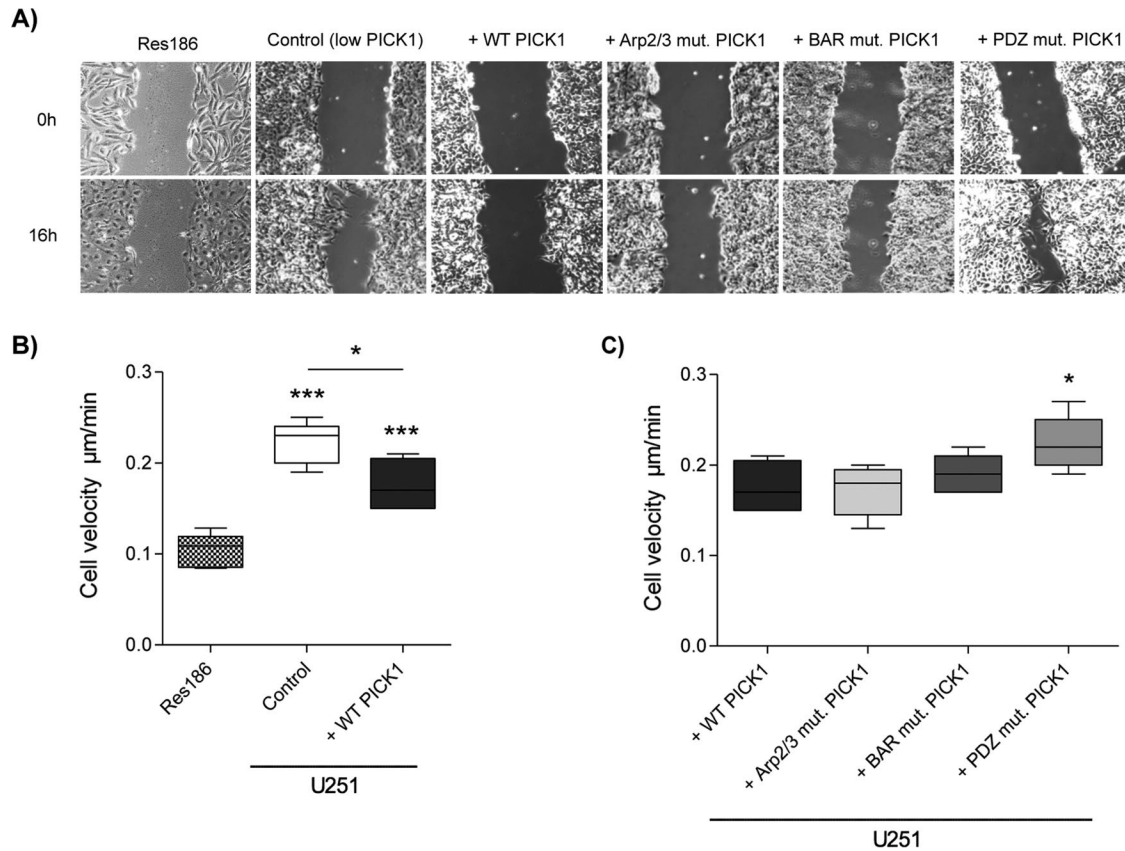 A)
Res186
Control (low PICK1)
+ WT PICK1
+ Arp2/3 mut. PICK1
+ BAR mut. PICK1
+ PDZ mut. PICK1
0h
16h
B)
Cell velocity µm/min
0.3
0.2
0.1
0.0
*
***
***
Res186
Control
+ WT PICK1
U251
C)
Cell velocity µm/min
0.3
0.2
0.1
0.0
*
+ WT PICK1
+ Arp2/3 mut. PICK1
+ BAR mut. PICK1
+ PDZ mut. PICK1
U251